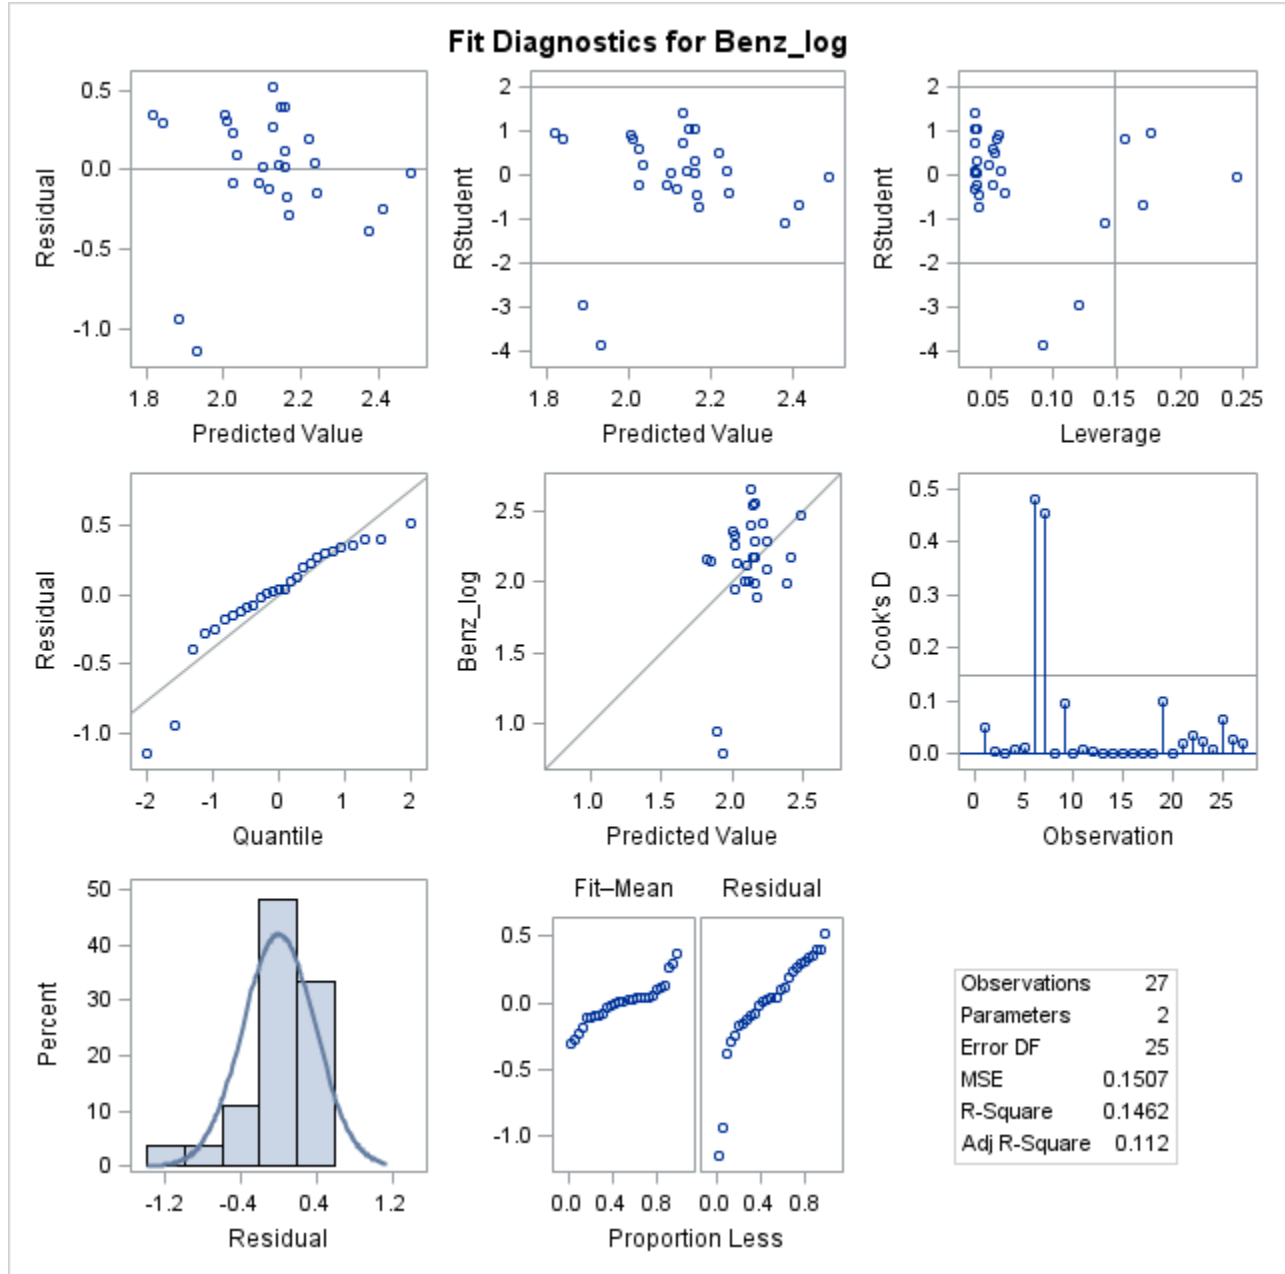 Fit Diagnostics for Benz_log
0.5
0.0
-0.5
-1.0
Residual
1.8 2.0 2.2 2.4
Predicted Value
2
1
0
-1
-2
-3
-4
RStudent
1.8 2.0 2.2 2.4
Predicted Value
2
1
0
-1
-2
-3
-4
RStudent
0.05 0.10 0.15 0.20 0.25
Leverage
0.5
0.0
-0.5
-1.0
Residual
-2 -1 0 1 2
Quantile
2.5
2.0
1.5
1.0
Benz_log
1.0 1.5 2.0 2.5
Predicted Value
0.5
0.4
0.3
0.2
0.1
0.0
Cook's D
0 5 10 15 20 25
Observation
50
40
30
20
10
0
Percent
-1.2 -0.4 0.4 1.2
Residual
Fit–Mean Residual
0.5
0.0
-0.5
-1.0
0.0 0.4 0.8 0.0 0.4 0.8
Proportion Less
Observations 27
Parameters 2
Error DF 25
MSE 0.1507
R-Square 0.1462
Adj R-Square 0.112